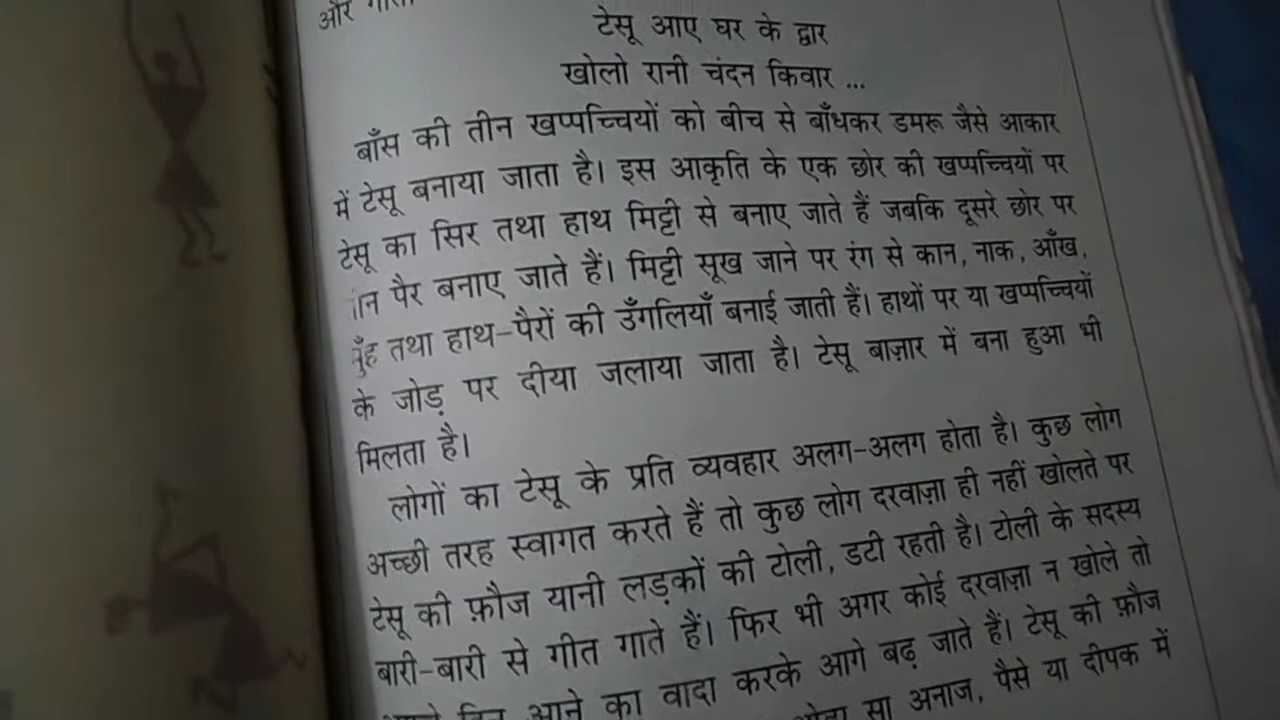 और
टेसू आए घर के द्वार
खोलो रानी चंदन किवार ...
बाँस की तीन खप्पच्चियों को बीच से बाँधकर डमरू जैसे आकार
में टेसू बनाया जाता है। इस आकृति के एक छोर की खप्पच्चियों पर
टेसू का सिर तथा हाथ मिट्टी से बनाए जाते हैं जबकि दूसरे छोर पर
पैर बनाए जाते हैं। मिट्टी सूख जाने पर रंग से कान, नाक, आँख,
मुँह तथा हाथ-पैरों की उँगलियाँ बनाई जाती हैं। हाथों पर या खप्पच्चियों
के जोड़ पर दीया जलाया जाता है। टेसू बाज़ार में बना हुआ भी
मिलता है।
लोगों का टेसू के प्रति व्यवहार अलग-अलग होता है। कुछ लोग
अच्छी तरह स्वागत करते हैं तो कुछ लोग दरवाज़ा ही नहीं खोलते पर
टेसू की फ़ौज यानी लड़कों की टोली, डटी रहती है। टोली के सदस्य
बारी-बारी से गीत गाते हैं। फिर भी अगर कोई दरवाज़ा न खोले तो
आने का वादा करके आगे बढ़ जाते हैं। टेसू की फ़ौज
सा अनाज, पैसे या दीपक में